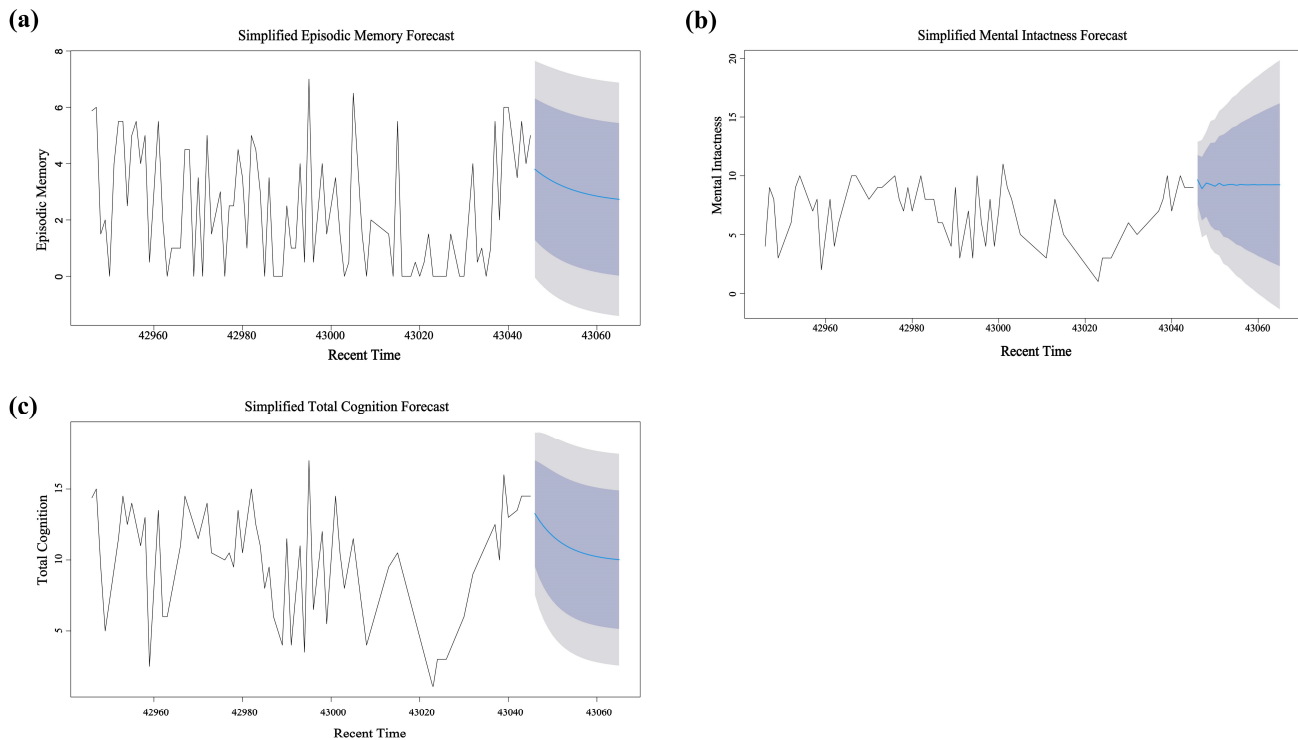 (a)
Simplified Episodic Memory Forecast
8
6
4
2
0
Episodic Memory
42960 42980 43000 43020 43040 43060
Recent Time
(b)
Simplified Mental Intactness Forecast
20
15
10
5
0
Mental Intactness
42960 42980 43000 43020 43040 43060
Recent Time
(c)
Simplified Total Cognition Forecast
15
10
5
Total Cognition
42960 42980 43000 43020 43040 43060
Recent Time